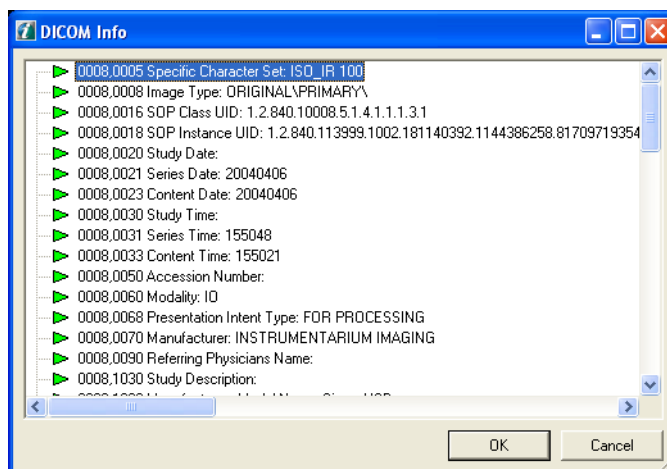 DICOM Info
0008,0005 Specific Character Set: ISO_IR 100
0008,0008 Image Type: ORIGINAL\PRIMARY\
0008,0016 SOP Class UID: 1.2.840.10008.5.1.4.1.1.1.3.1
0008,0018 SOP Instance UID: 1.2.840.113999.1002.181140392.1144386258.81709719354
0008,0020 Study Date:
0008,0021 Series Date: 20040406
0008,0023 Content Date: 20040406
0008,0030 Study Time:
0008,0031 Series Time: 155048
0008,0033 Content Time: 155021
0008,0050 Accession Number:
0008,0060 Modality: IO
0008,0068 Presentation Intent Type: FOR PROCESSING
0008,0070 Manufacturer: INSTRUMENTARIUM IMAGING
0008,0090 Referring Physicians Name:
0008,1030 Study Description:
OK Cancel